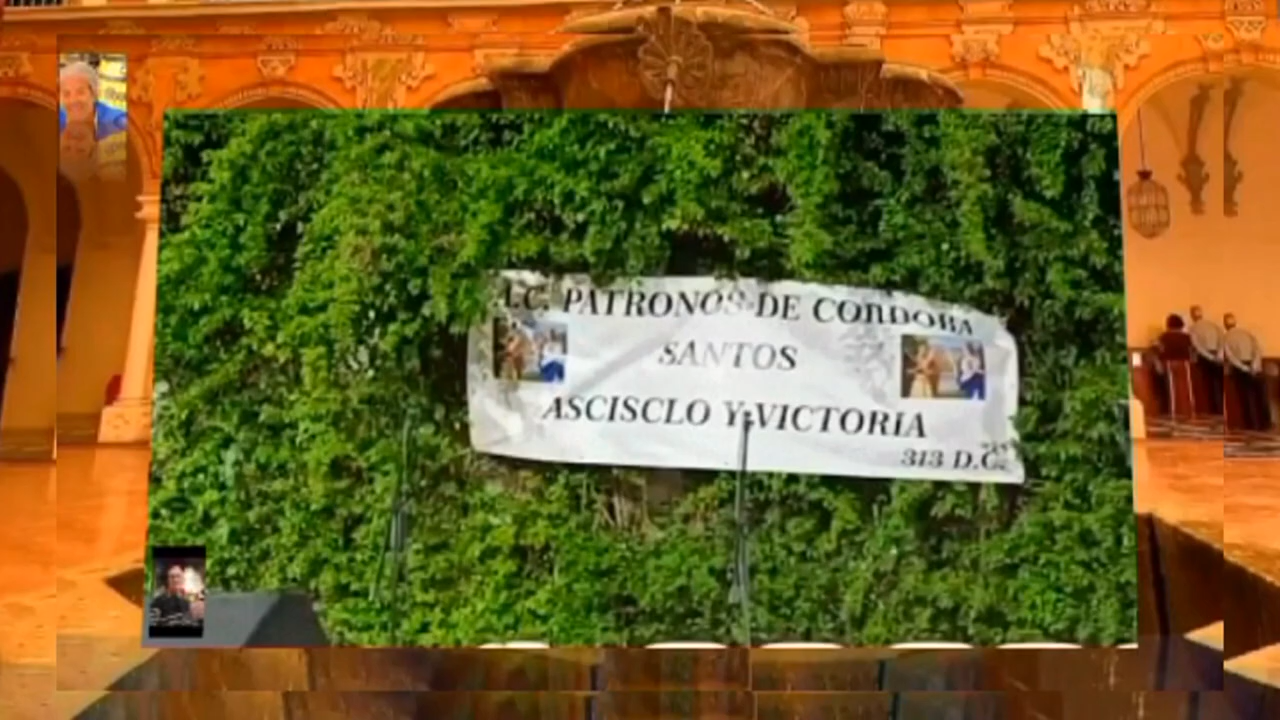 A.C. PATRONOS DE CORDOBA
SANTOS
ASCISCLO Y VICTORIA
313 D.C.